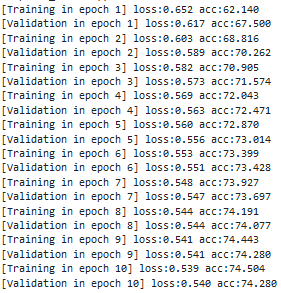 [Training in epoch 1] loss:0.652 acc:62.140
[Validation in epoch 1] loss:0.617 acc:67.500
[Training in epoch 2] loss:0.603 acc:68.816
[Validation in epoch 2] loss:0.589 acc:70.262
[Training in epoch 3] loss:0.582 acc:70.905
[Validation in epoch 3] loss:0.573 acc:71.574
[Training in epoch 4] loss:0.569 acc:72.043
[Validation in epoch 4] loss:0.563 acc:72.471
[Training in epoch 5] loss:0.560 acc:72.870
[Validation in epoch 5] loss:0.556 acc:73.014
[Training in epoch 6] loss:0.553 acc:73.399
[Validation in epoch 6] loss:0.551 acc:73.428
[Training in epoch 7] loss:0.548 acc:73.927
[Validation in epoch 7] loss:0.547 acc:73.697
[Training in epoch 8] loss:0.544 acc:74.191
[Validation in epoch 8] loss:0.544 acc:74.077
[Training in epoch 9] loss:0.541 acc:74.443
[Validation in epoch 9] loss:0.541 acc:74.280
[Training in epoch 10] loss:0.539 acc:74.504
[Validation in epoch 10] loss:0.540 acc:74.280